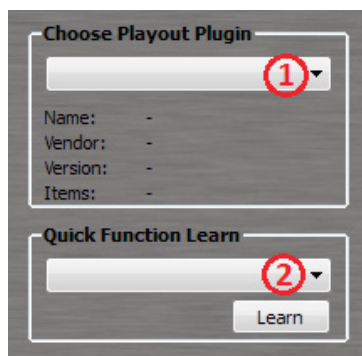 Choose Playout Plugin
1
Name: -
Vendor: -
Version: -
Items: -
Quick Function Learn
2
Learn